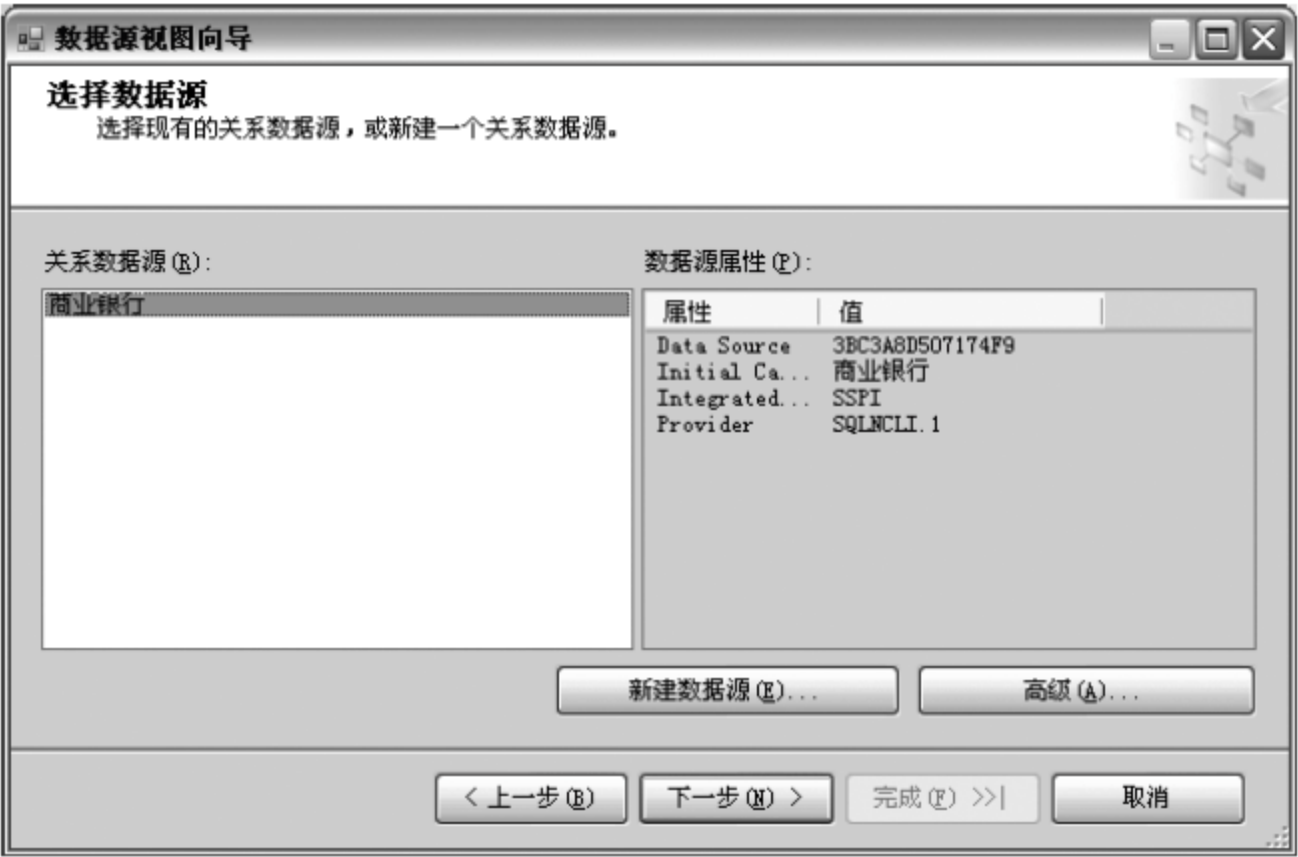 数据源视图向导
选择数据源
选择现有的关系数据源，或新建一个关系数据源。
关系数据源(R):
数据源属性(P):
商业银行
属性 值
Data Source 3BC3A8D507174F9
Initial Ca... 商业银行
Integrated... SSPI
Provider SQLNCLI.1
新建数据源(E)... 高级(A)...
< 上一步(B) 下一步(N) > 完成(F) >>| 取消